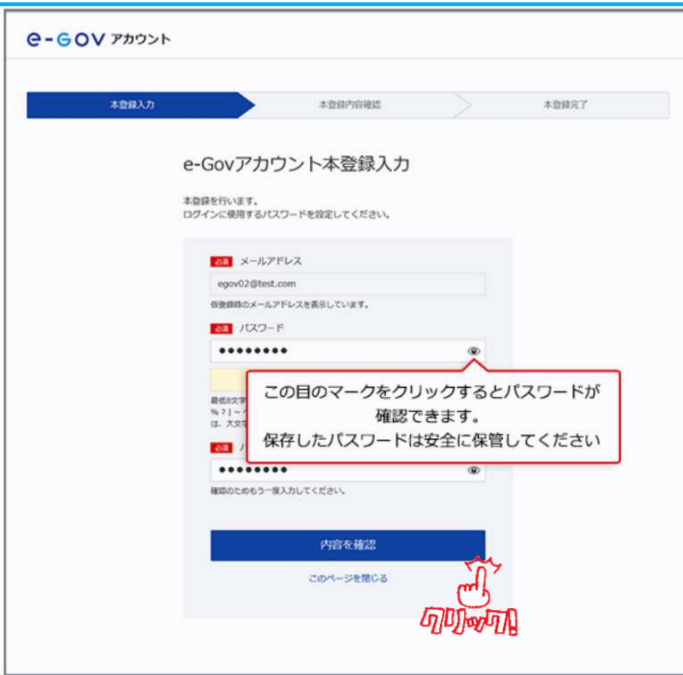 e-Gov アカウント
本登録入力
本登録内容確認
本登録完了
e-Govアカウント本登録入力
本登録を行います。
ログインに使用するパスワードを設定してください。
必須 メールアドレス
egov02@test.com
仮登録時のメールアドレスを表示しています。
必須 パスワード
●●●●●●●●
この目のマークをクリックするとパスワードが
確認できます。
保存したパスワードは安全に保管してください
最低8文字
は、大文字
必須
●●●●●●●●
確認のためもう一度入力してください。
内容を確認
このページを閉じる
クリック!